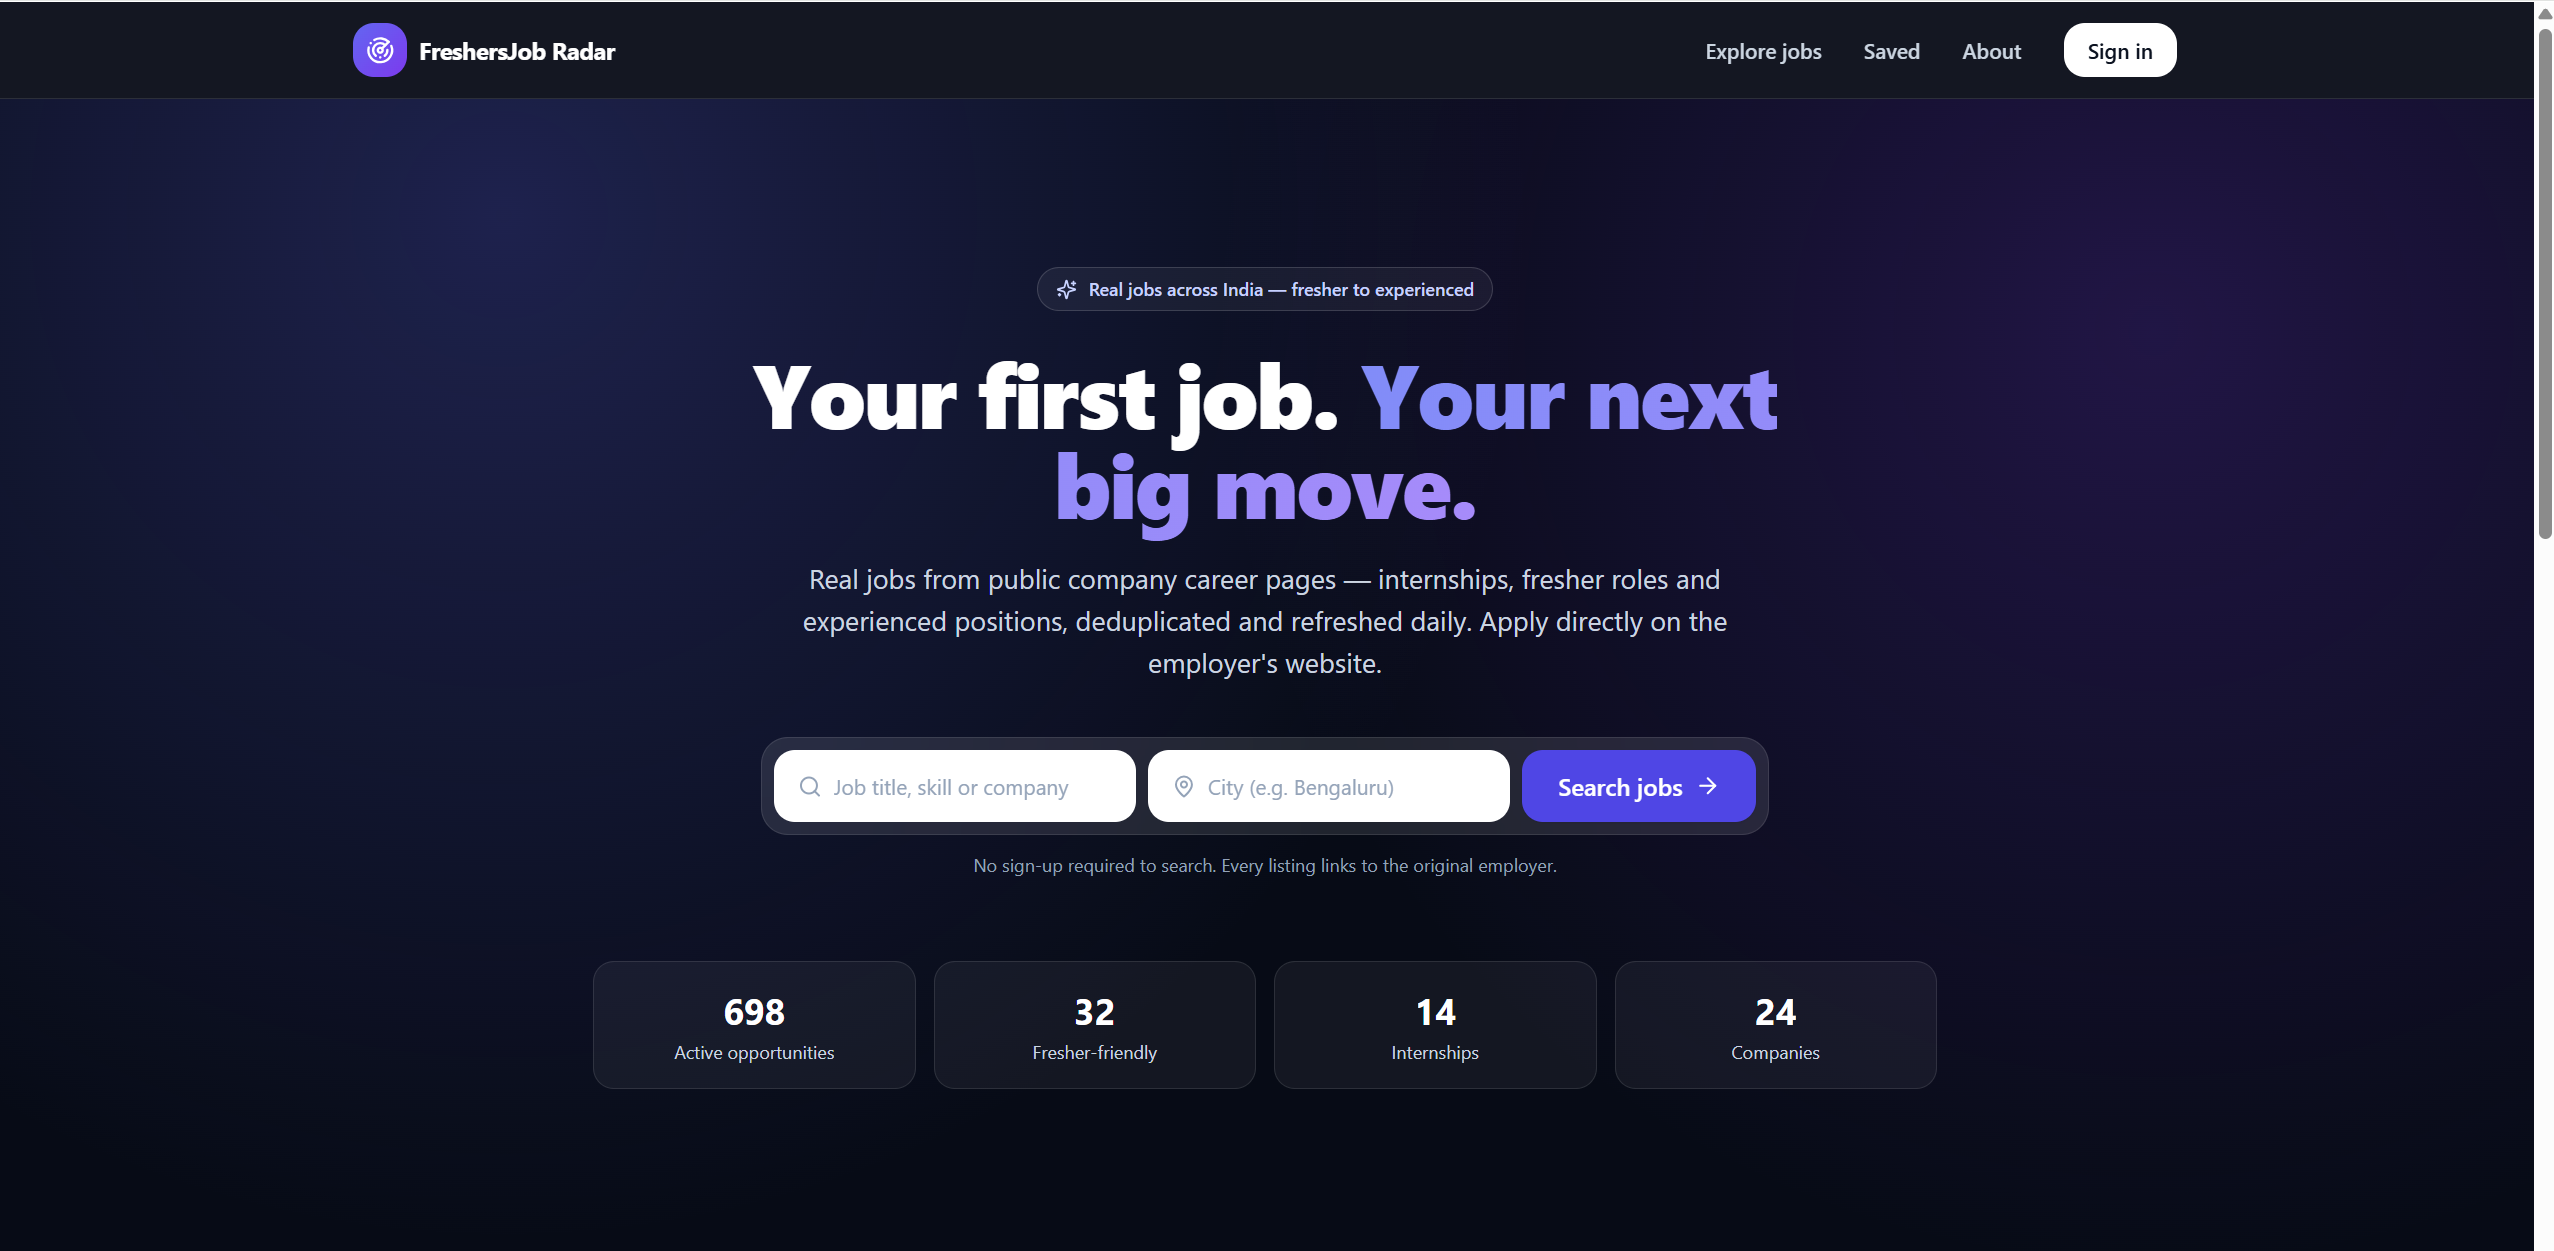 FreshersJob Radar
Explore jobs
Saved
About
Sign in
Real jobs across India — fresher to experienced
Your first job. Your next
big move.
Real jobs from public company career pages — internships, fresher roles and
experienced positions, deduplicated and refreshed daily. Apply directly on the
employer's website.
Job title, skill or company
City (e.g. Bengaluru)
Search jobs
No sign-up required to search. Every listing links to the original employer.
698
Active opportunities
32
Fresher-friendly
14
Internships
24
Companies